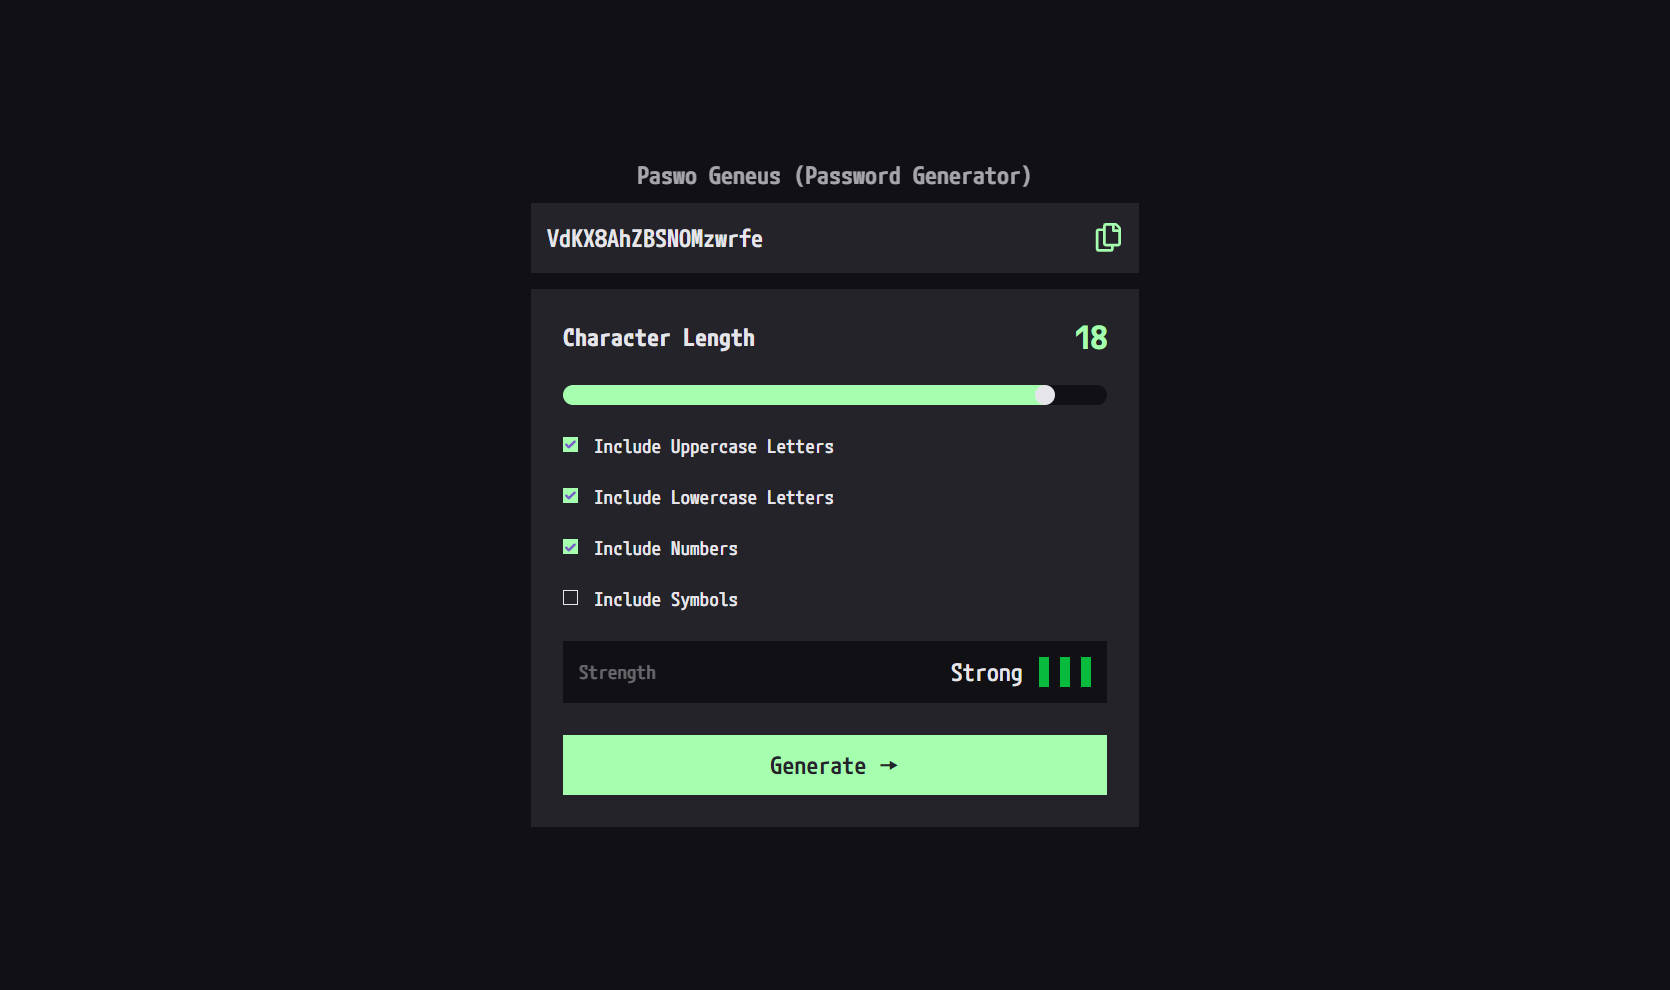 Paswo Geneus (Password Generator)
VdKX8AhZBSNOMzwrfe
Character Length 18
Include Uppercase Letters
Include Lowercase Letters
Include Numbers
Include Symbols
Strength Strong
Generate →